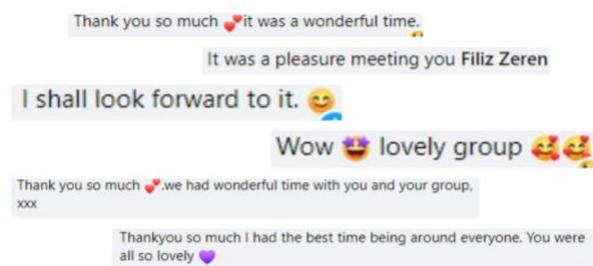 Thank you so much 💕it was a wonderful time.
It was a pleasure meeting you Filiz Zeren
I shall look forward to it. 😊
Wow 🤩 lovely group 🥰🥰
Thank you so much 💕.we had wonderful time with you and your group,
xxx
Thankyou so much I had the best time being around everyone. You were
all so lovely 💜